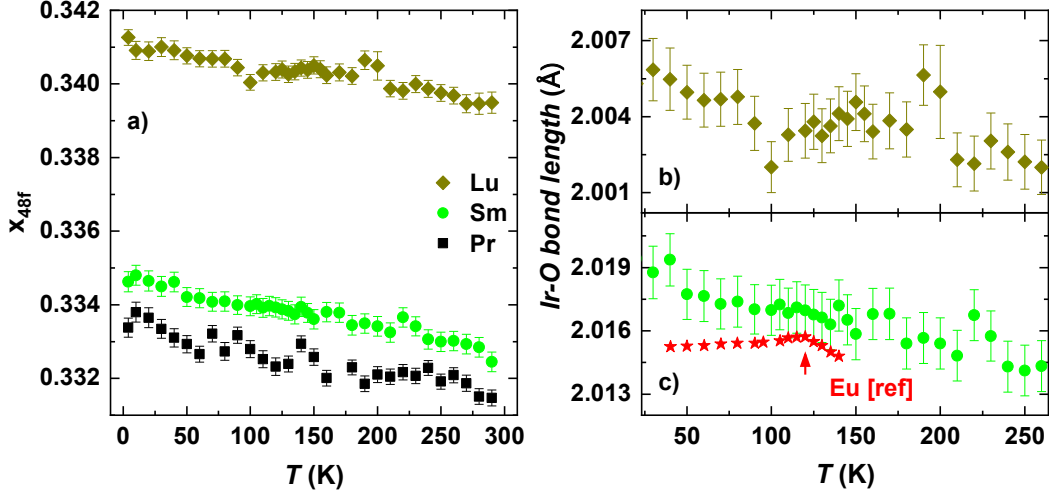 0.342
0.340
0.338
0.336
0.334
0.332
x48f
a)
Lu
Sm
Pr
0 50 100 150 200 250 300
T (K)
2.007
2.004
2.001
b)
Ir-O bond length (Å)
2.019
2.016
2.013
c)
Eu [ref]
50 100 150 200 250
T (K)